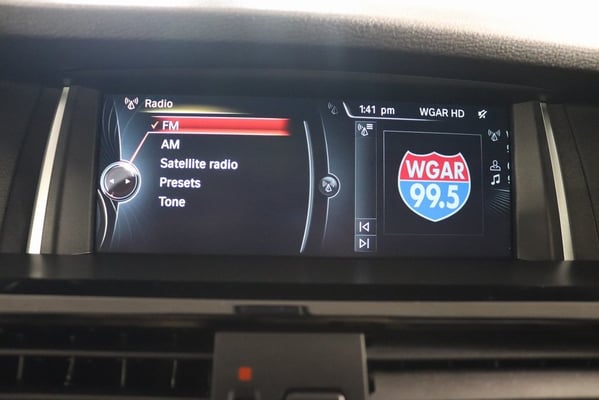 Radio
FM
AM
Satellite radio
Presets
Tone
1:41 pm WGAR HD
WGAR
99.5